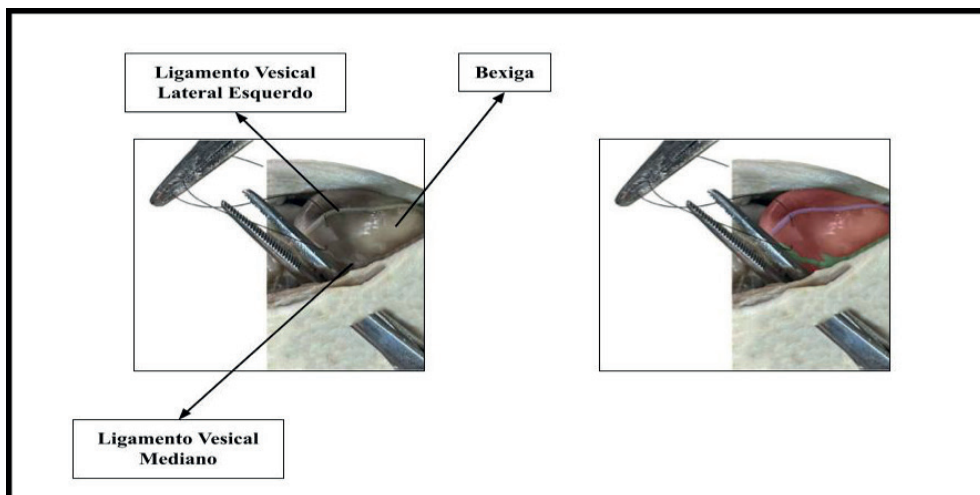 Ligamento Vesical
Lateral Esquerdo
Bexiga
Ligamento Vesical
Mediano